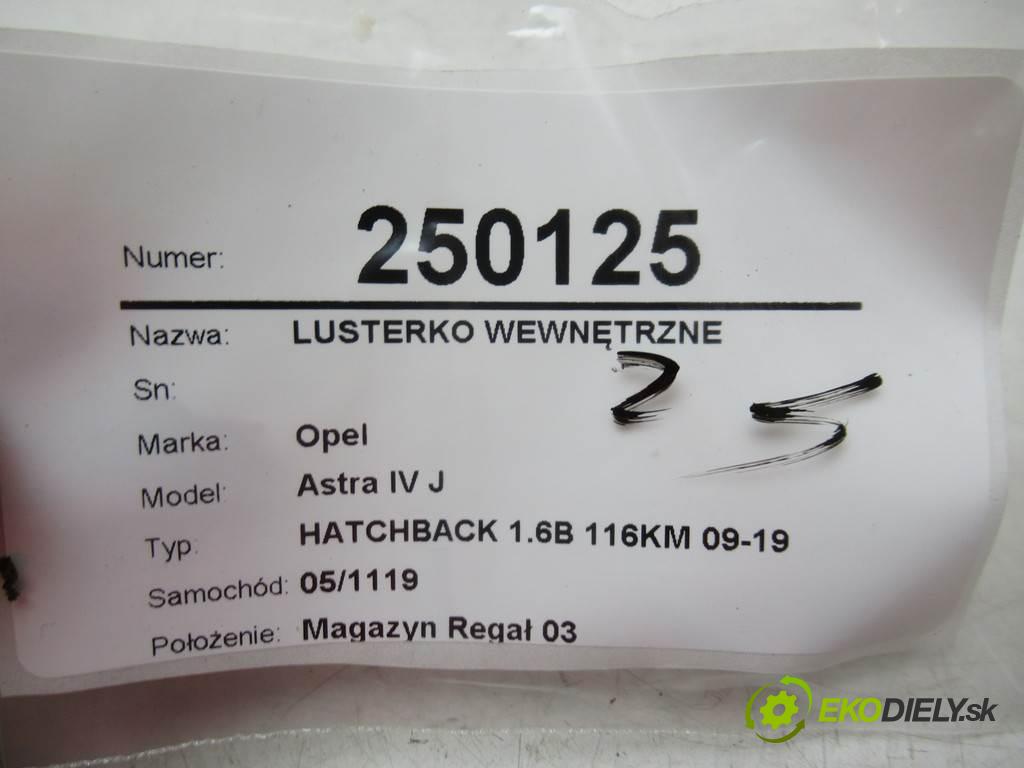 Numer: 250125
Nazwa: LUSTERKO WEWNĘTRZNE
Sn:
25
Marka: Opel
Model: Astra IV J
Typ: HATCHBACK 1.6B 116KM 09-19
Samochód: 05/1119
Położenie: Magazyn Regał 03
EKODIELY.sk